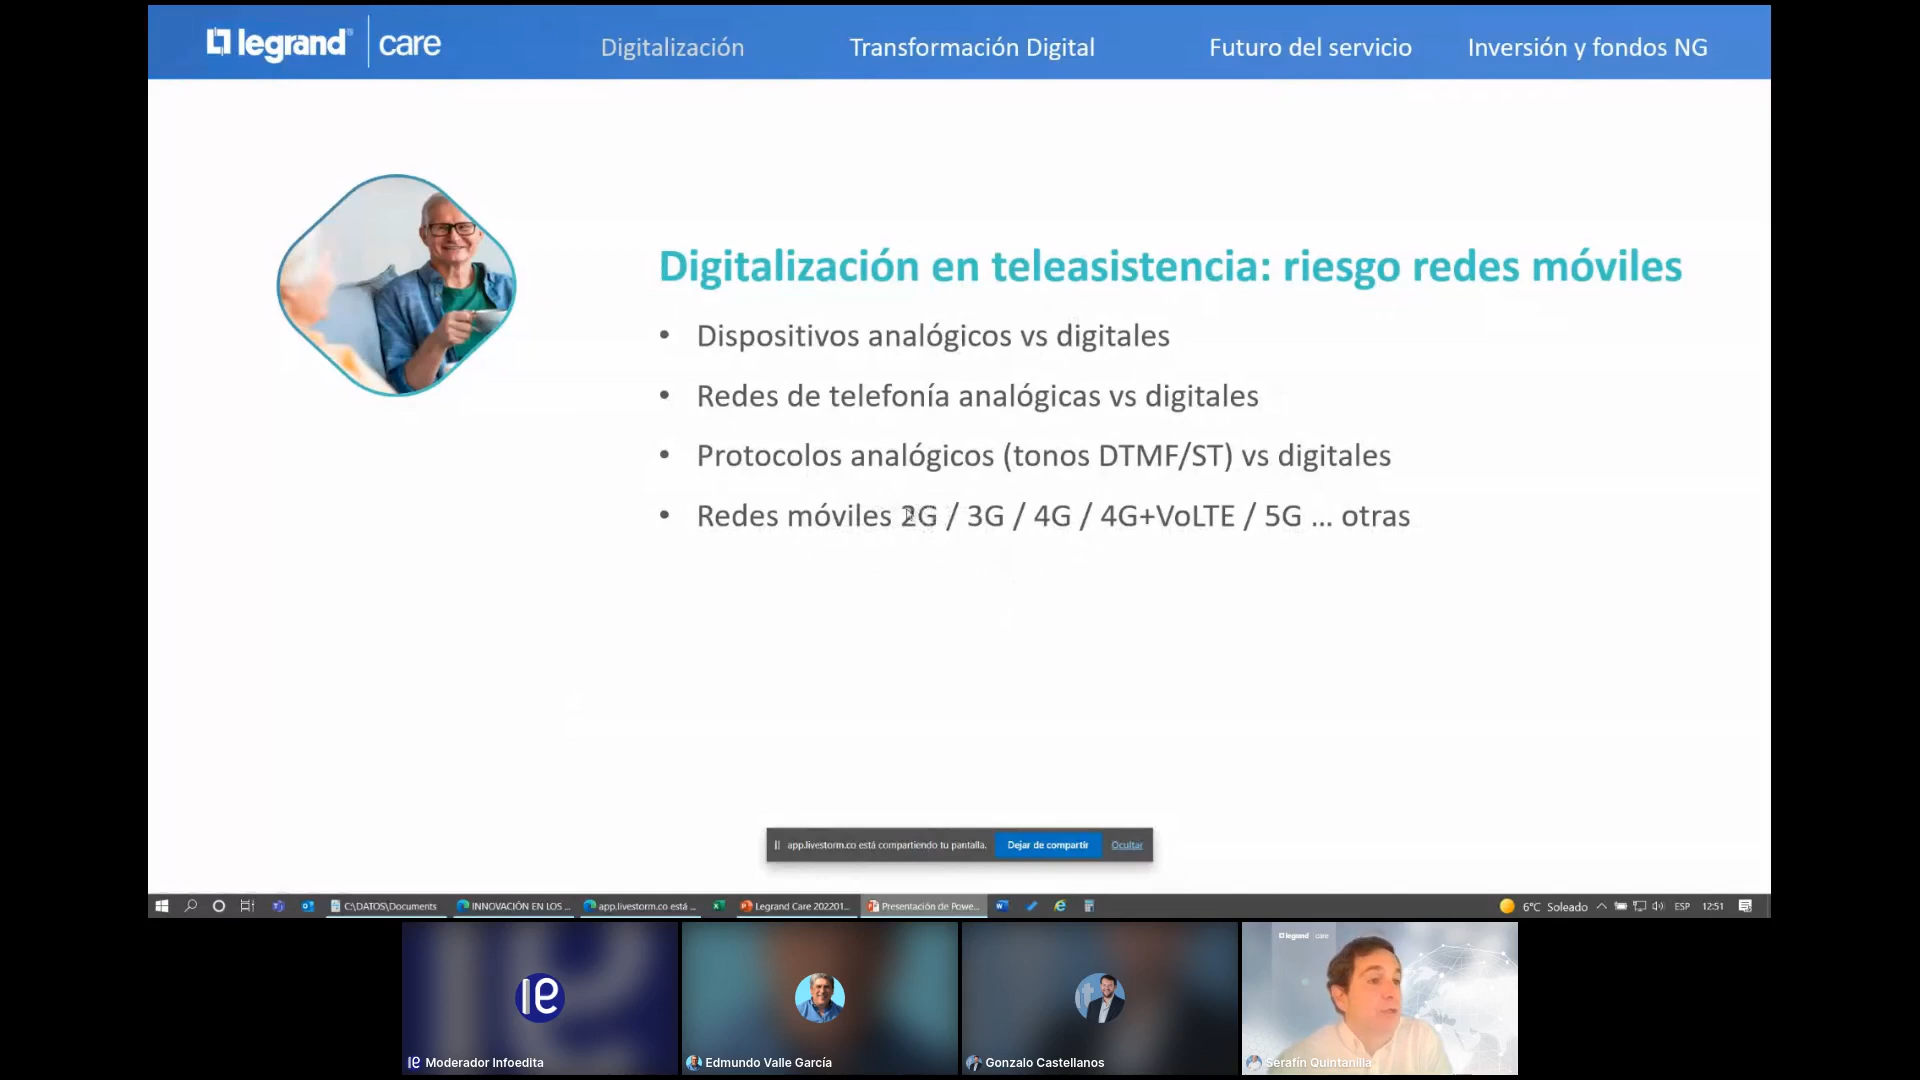 legrand® care
Digitalización
Transformación Digital
Futuro del servicio
Inversión y fondos NG
Digitalización en teleasistencia: riesgo redes móviles
• Dispositivos analógicos vs digitales
• Redes de telefonía analógicas vs digitales
• Protocolos analógicos (tonos DTMF/ST) vs digitales
• Redes móviles 2G / 3G / 4G / 4G+VoLTE / 5G ... otras
app.livestorm.co está compartiendo tu pantalla.
Dejar de compartir
Ocultar
C:\DATOS\Documents
INNOVACIÓN EN LOS ...
app.livestorm.co está ...
Legrand Care 202201...
Presentación de Powe...
6°C Soleado
ESP
12:51
legrand care
Ie
Ie Moderador Infoedita
Edmundo Valle García
Gonzalo Castellanos
Serafín Quintanilla